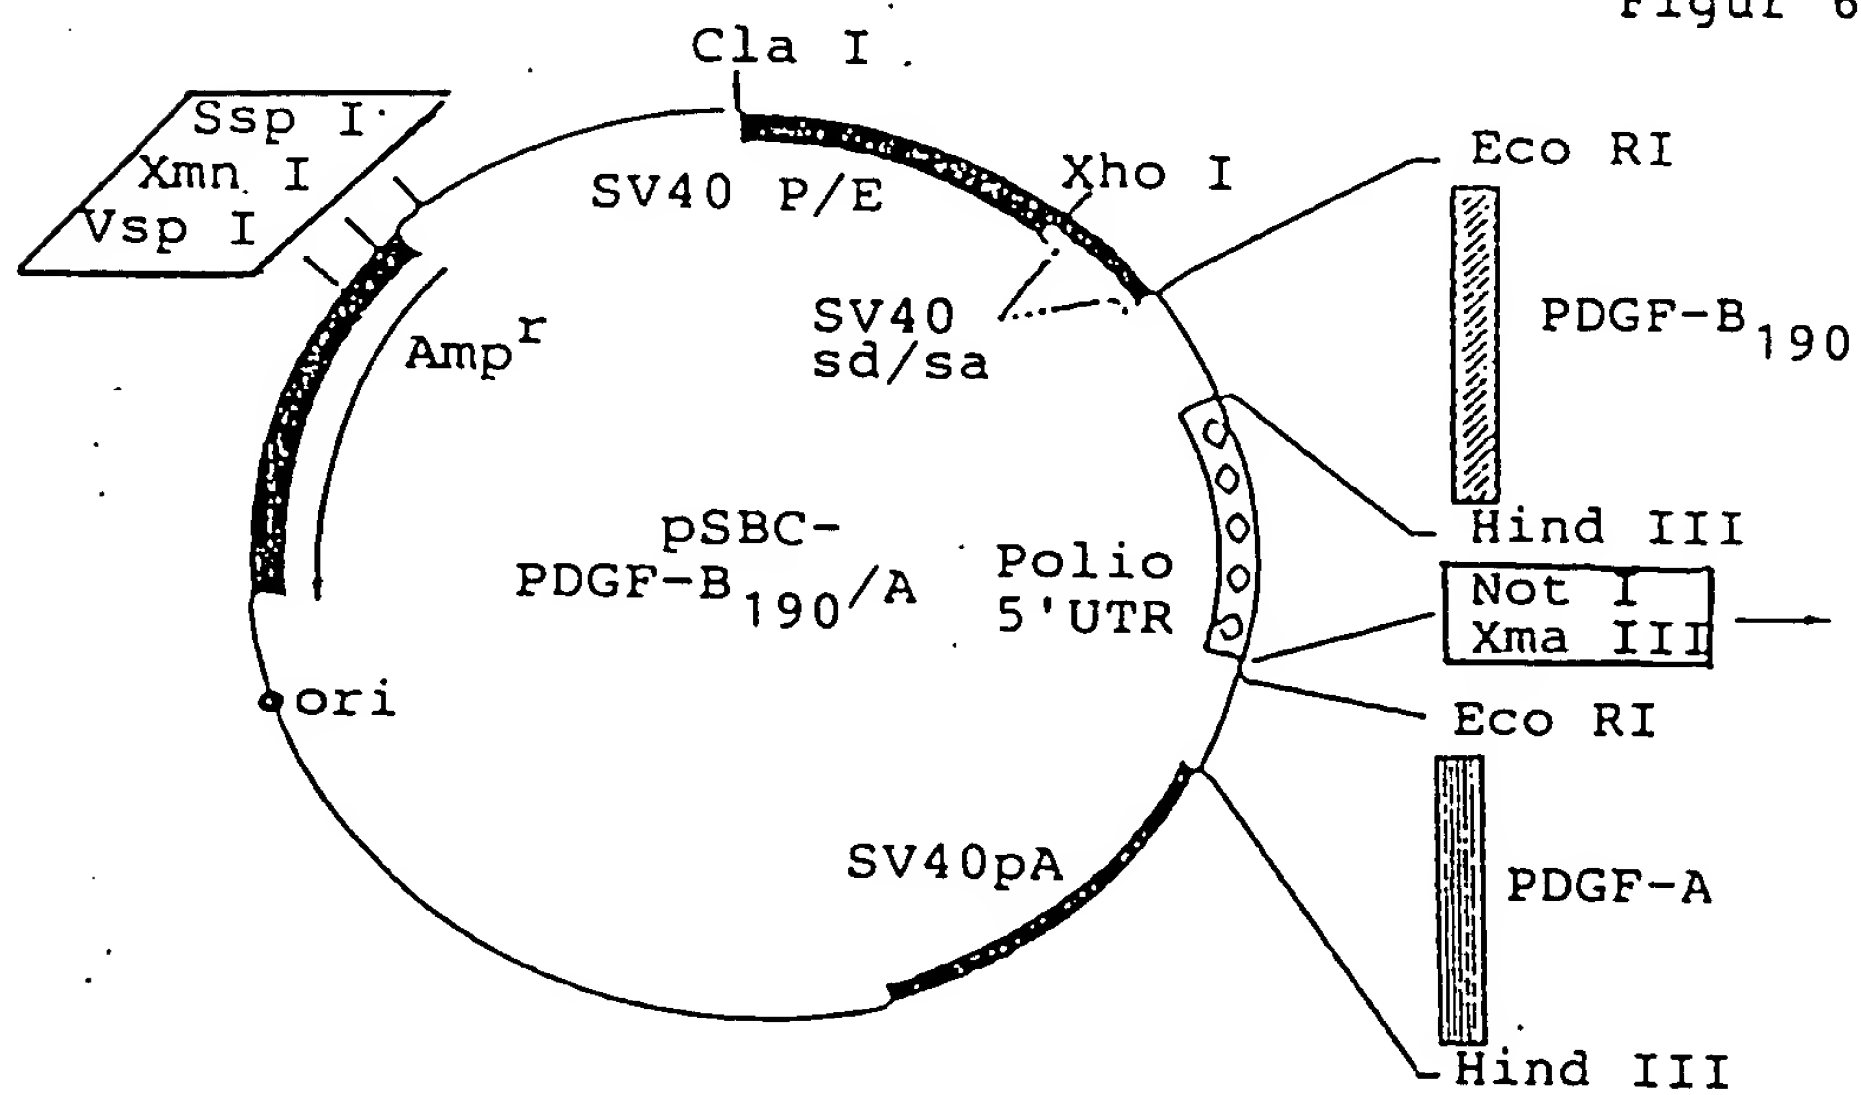 Figur 6
Cla I
Ssp I
Xmn I
Vsp I
SV40 P/E
Xho I
Eco RI
PDGF-B190
SV40
sd/sa
Ampr
Hind III
pSBC-
PDGF-B190/A
Polio
5'UTR
Not I
Xma III
ori
Eco RI
SV40pA
PDGF-A
Hind III